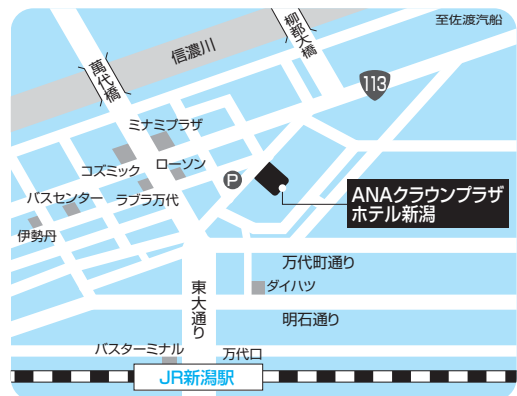 至佐渡汽船
柳都大橋
信濃川
萬代橋
113
ミナミプラザ
コズミック
ローソン
P
バスセンター
ラブラ万代
伊勢丹
ANAクラウンプラザ
ホテル新潟
万代町通り
ダイハツ
東大通り
明石通り
バスターミナル
万代口
JR新潟駅